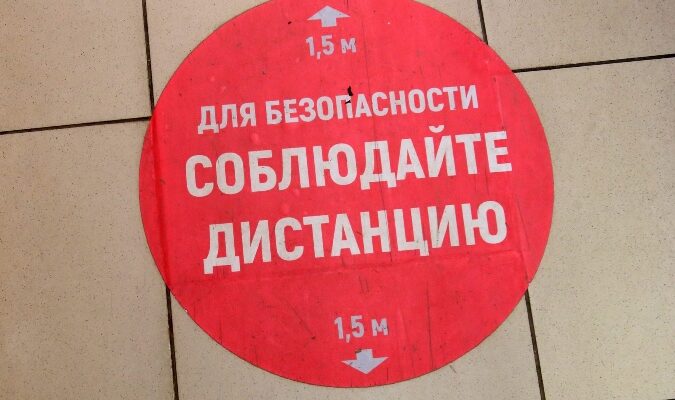 1,5 м
ДЛЯ БЕЗОПАСНОСТИ
СОБЛЮДАЙТЕ
ДИСТАНЦИЮ
1,5 м